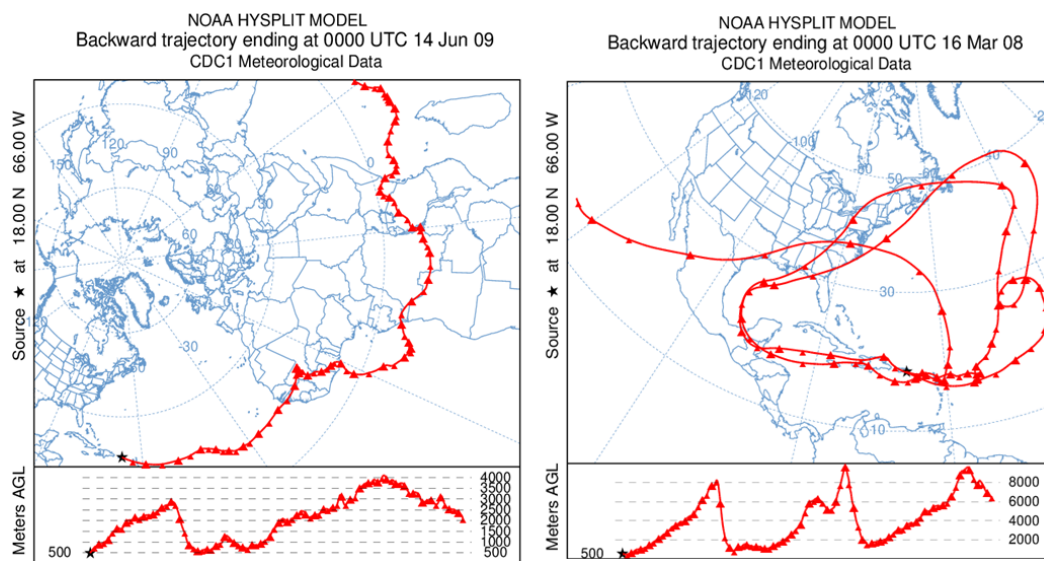 NOAA HYSPLIT MODEL
Backward trajectory ending at 0000 UTC 14 Jun 09
CDC1 Meteorological Data
Source ★ at 18.00 N 66.00 W
120
90
150
0
30
60
-30
Meters AGL
500
4000
3500
3000
2500
2000
1500
1000
500
NOAA HYSPLIT MODEL
Backward trajectory ending at 0000 UTC 16 Mar 08
CDC1 Meteorological Data
Source ★ at 18.00 N 66.00 W
120
100
50
40
30
10
Meters AGL
500
8000
6000
4000
2000